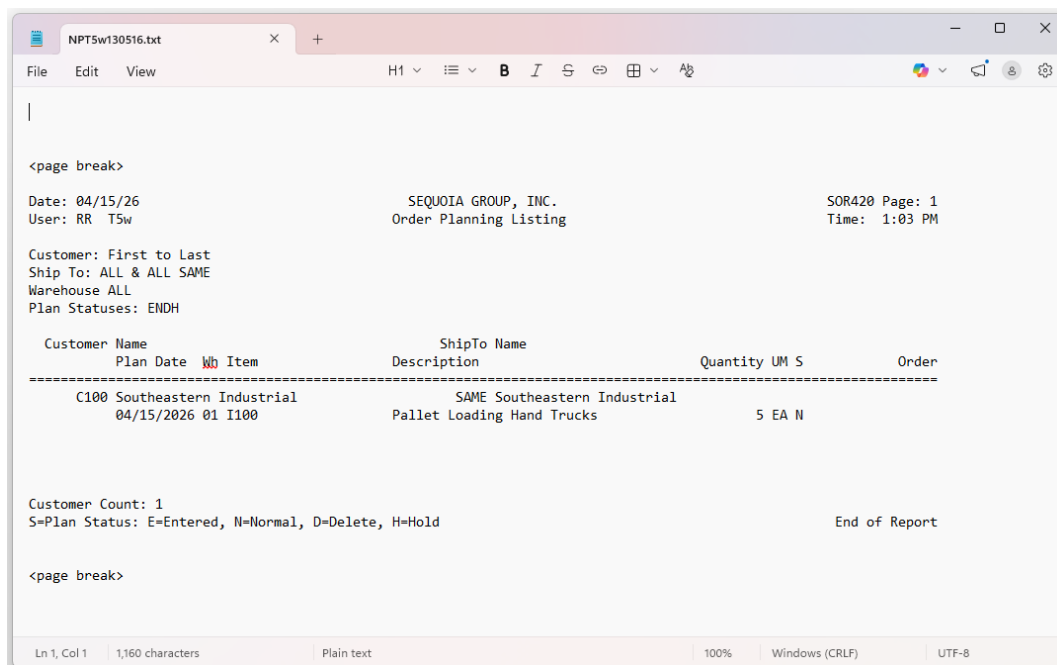 NPT5w130516.txt
File Edit View H1 B I S
<page break>
Date: 04/15/26 SEQUOIA GROUP, INC. SOR420 Page: 1
User: RR T5w Order Planning Listing Time: 1:03 PM
Customer: First to Last
Ship To: ALL & ALL SAME
Warehouse ALL
Plan Statuses: ENDH
Customer Name ShipTo Name
Plan Date Wh Item Description Quantity UM S Order
===================================================================================================================
C100 Southeastern Industrial SAME Southeastern Industrial
04/15/2026 01 I100 Pallet Loading Hand Trucks 5 EA N
Customer Count: 1
S=Plan Status: E=Entered, N=Normal, D=Delete, H=Hold End of Report
<page break>
Ln 1, Col 1 1,160 characters Plain text 100% Windows (CRLF) UTF-8